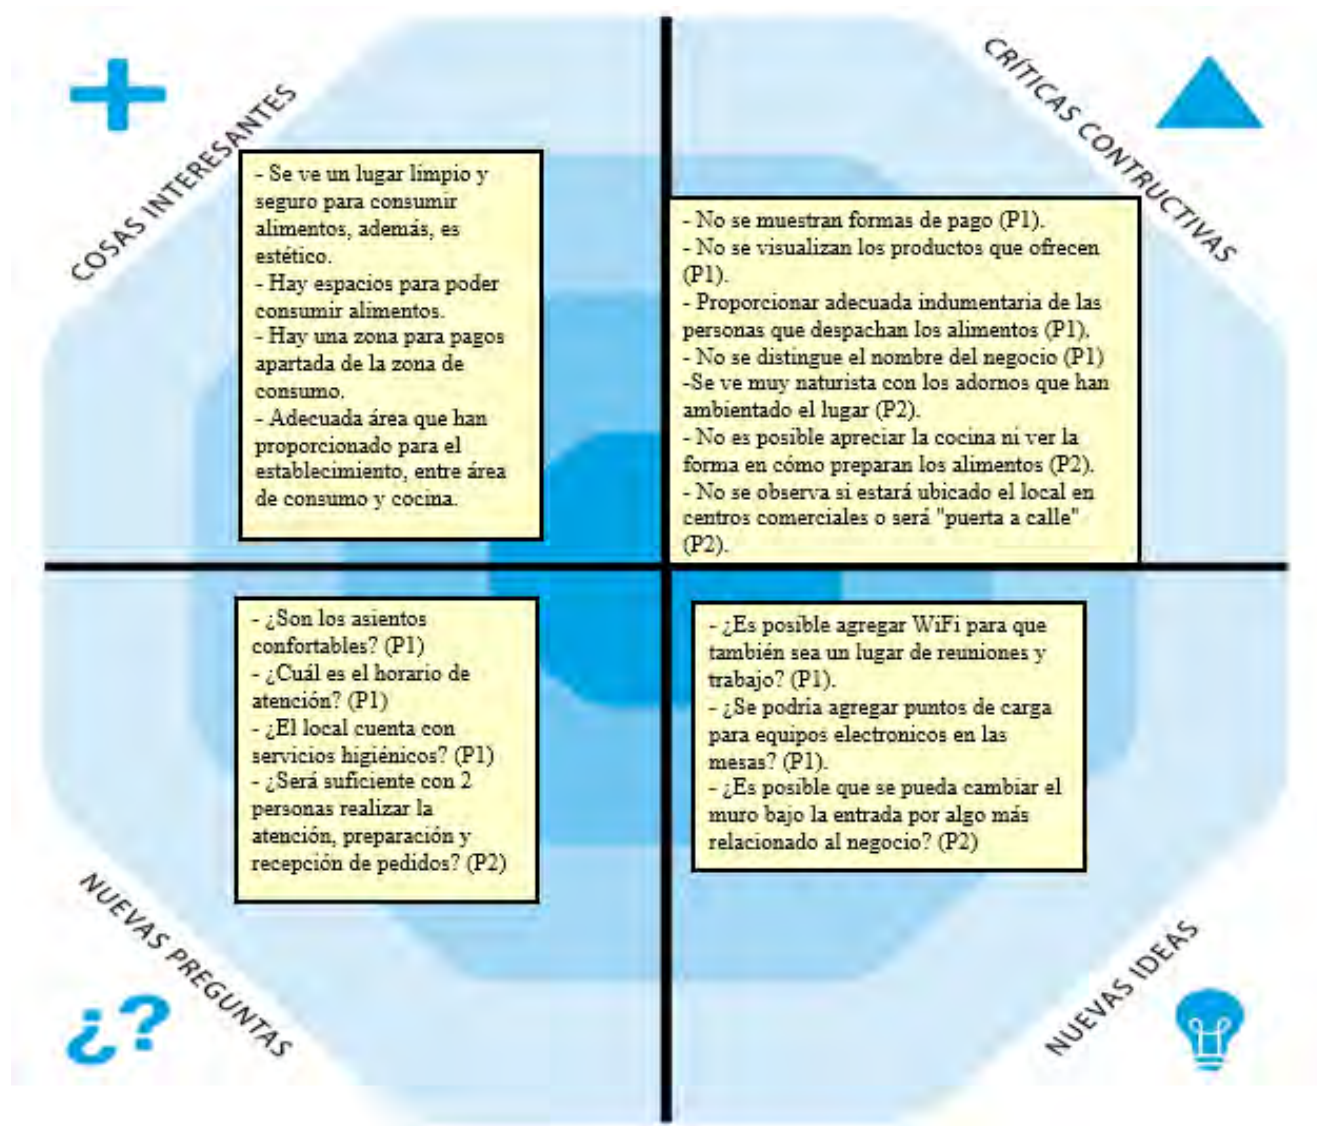 COSAS INTERESANTES
- Se ve un lugar limpio y
seguro para consumir
alimentos, además, es
estético.
- Hay espacios para poder
consumir alimentos.
- Hay una zona para pagos
apartada de la zona de
consumo.
- Adecuada área que han
proporcionado para el
establecimiento, entre área
de consumo y cocina.
CRÍTICAS CONTRUCTIVAS
- No se muestran formas de pago (P1).
- No se visualizan los productos que ofrecen
(P1).
- Proporcionar adecuada indumentaria de las
personas que despachan los alimentos (P1).
- No se distingue el nombre del negocio (P1)
-Se ve muy naturista con los adornos que han
ambientado el lugar (P2).
- No es posible apreciar la cocina ni ver la
forma en cómo preparan los alimentos (P2).
- No se observa si estará ubicado el local en
centros comerciales o será "puerta a calle"
(P2).
- ¿Son los asientos
confortables? (P1)
- ¿Cuál es el horario de
atención? (P1)
- ¿El local cuenta con
servicios higiénicos? (P1)
- ¿Será suficiente con 2
personas realizar la
atención, preparación y
recepción de pedidos? (P2)
NUEVAS PREGUNTAS
¿?
- ¿Es posible agregar WiFi para que
también sea un lugar de reuniones y
trabajo? (P1).
- ¿Se podría agregar puntos de carga
para equipos electronicos en las
mesas? (P1).
- ¿Es posible que se pueda cambiar el
muro bajo la entrada por algo más
relacionado al negocio? (P2)
NUEVAS IDEAS